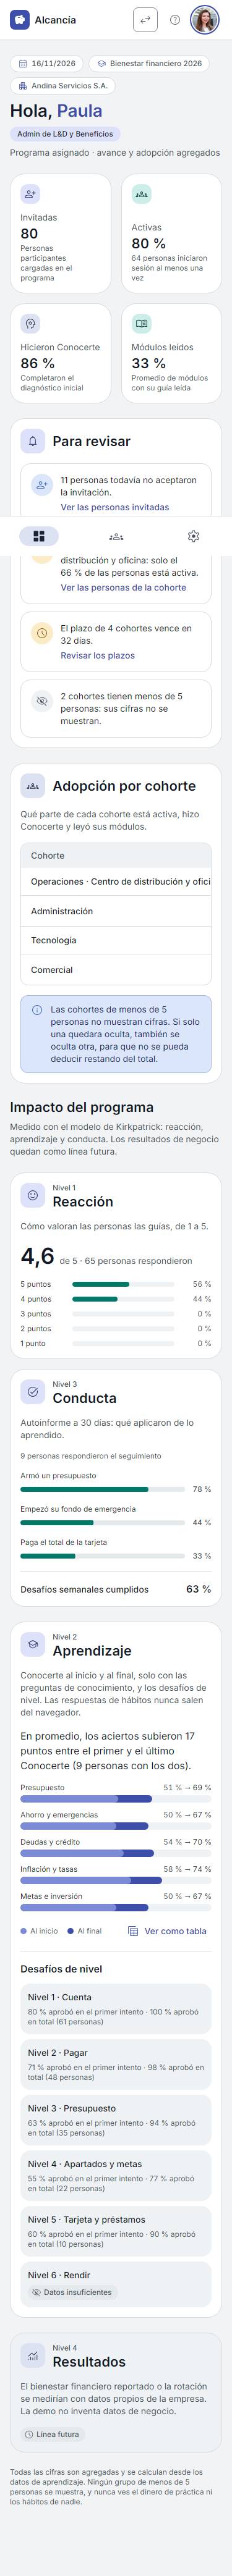 Alcancía
16/11/2026
Bienestar financiero 2026
Andina Servicios S.A.
Hola, Paula
Admin de L&D y Beneficios
Programa asignado · avance y adopción agregados
Invitadas
80
Personas
participantes
cargadas en el
programa
Activas
80 %
64 personas iniciaron
sesión al menos una
vez
Hicieron Conocerte
86 %
Completaron el
diagnóstico inicial
Módulos leídos
33 %
Promedio de módulos
con su guía leída
Para revisar
11 personas todavía no aceptaron
la invitación.
Ver las personas invitadas
distribución y oficina: solo el
66 % de las personas está activa.
Ver las personas de la cohorte
El plazo de 4 cohortes vence en
32 días.
Revisar los plazos
2 cohortes tienen menos de 5
personas: sus cifras no se
muestran.
Adopción por cohorte
Qué parte de cada cohorte está activa, hizo
Conocerte y leyó sus módulos.
Cohorte
Operaciones · Centro de distribución y ofici
Administración
Tecnología
Comercial
Las cohortes de menos de 5
personas no muestran cifras. Si solo
una quedara oculta, también se
oculta otra, para que no se pueda
deducir restando del total.
Impacto del programa
Medido con el modelo de Kirkpatrick: reacción,
aprendizaje y conducta. Los resultados de negocio
quedan como línea futura.
Nivel 1
Reacción
Cómo valoran las personas las guías, de 1 a 5.
4,6 de 5 · 65 personas respondieron
5 puntos 56 %
4 puntos 44 %
3 puntos 0 %
2 puntos 0 %
1 punto 0 %
Nivel 3
Conducta
Autoinforme a 30 días: qué aplicaron de lo
aprendido.
9 personas respondieron el seguimiento
Armó un presupuesto
78 %
Empezó su fondo de emergencia
44 %
Paga el total de la tarjeta
33 %
Desafíos semanales cumplidos 63 %
Nivel 2
Aprendizaje
Conocerte al inicio y al final, solo con las
preguntas de conocimiento, y los desafíos de
nivel. Las respuestas de hábitos nunca salen
del navegador.
En promedio, los aciertos subieron 17
puntos entre el primer y el último
Conocerte (9 personas con los dos).
Presupuesto 51 % → 69 %
Ahorro y emergencias 50 % → 67 %
Deudas y crédito 54 % → 70 %
Inflación y tasas 58 % → 74 %
Metas e inversión 50 % → 67 %
Al inicio Al final Ver como tabla
Desafíos de nivel
Nivel 1 · Cuenta
80 % aprobó en el primer intento · 100 % aprobó
en total (61 personas)
Nivel 2 · Pagar
71 % aprobó en el primer intento · 98 % aprobó en
total (48 personas)
Nivel 3 · Presupuesto
63 % aprobó en el primer intento · 94 % aprobó
en total (35 personas)
Nivel 4 · Apartados y metas
55 % aprobó en el primer intento · 77 % aprobó
en total (22 personas)
Nivel 5 · Tarjeta y préstamos
60 % aprobó en el primer intento · 90 % aprobó
en total (10 personas)
Nivel 6 · Rendir
Datos insuficientes
Nivel 4
Resultados
El bienestar financiero reportado o la rotación
se medirían con datos propios de la empresa.
La demo no inventa datos de negocio.
Línea futura
Todas las cifras son agregadas y se calculan desde los
datos de aprendizaje. Ningún grupo de menos de 5
personas se muestra, y nunca ves el dinero de práctica ni
los hábitos de nadie.